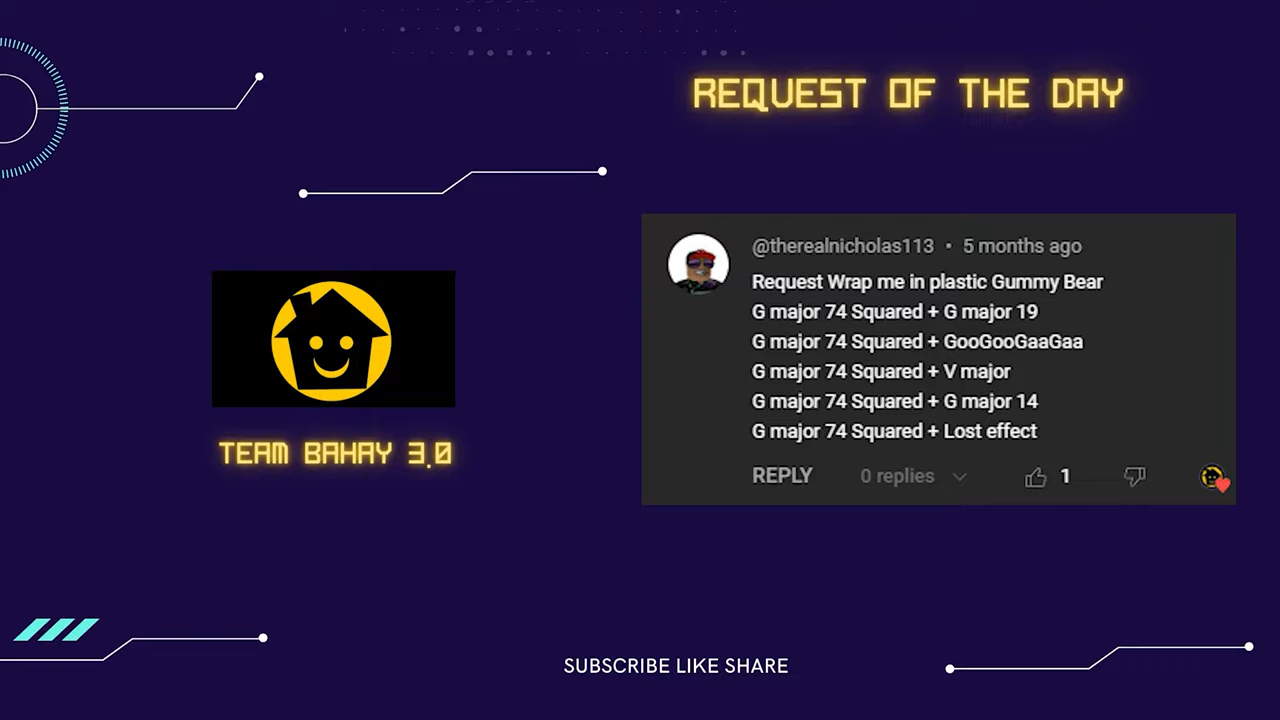 REQUEST OF THE DAY
@therealnicholas113 • 5 months ago
Request Wrap me in plastic Gummy Bear
G major 74 Squared + G major 19
G major 74 Squared + GooGooGaaGaa
G major 74 Squared + V major
G major 74 Squared + G major 14
G major 74 Squared + Lost effect
REPLY 0 replies 1
TEAM BAHAY 3.0
SUBSCRIBE LIKE SHARE